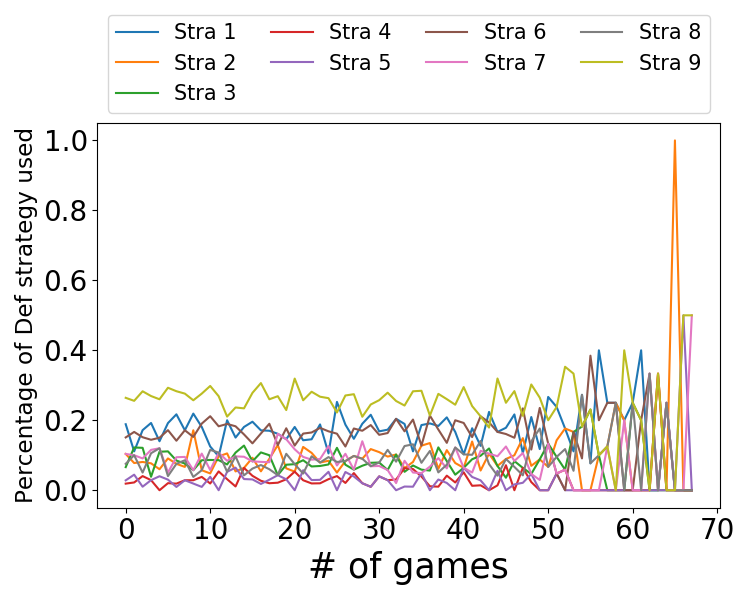 Stra 1 Stra 4 Stra 6 Stra 8
Stra 2 Stra 5 Stra 7 Stra 9
Stra 3
Percentage of Def strategy used
1.0
0.8
0.6
0.4
0.2
0.0
0 10 20 30 40 50 60 70
# of games